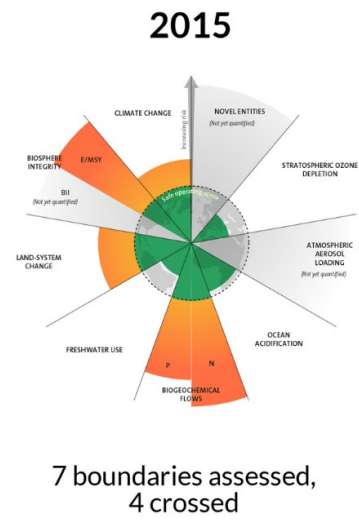 2015
CLIMATE CHANGE
Increasing risk
NOVEL ENTITIES
(Not yet quantified)
STRATOSPHERIC OZONE
DEPLETION
ATMOSPHERIC
AEROSOL
LOADING
(Not yet quantified)
OCEAN
ACIDIFICATION
P
N
BIOGEOCHEMICAL
FLOWS
FRESHWATER USE
LAND-SYSTEM
CHANGE
BII
(Not yet quantified)
BIOSPHERE
INTEGRITY
E/MSY
Safe operating space
7 boundaries assessed,
4 crossed